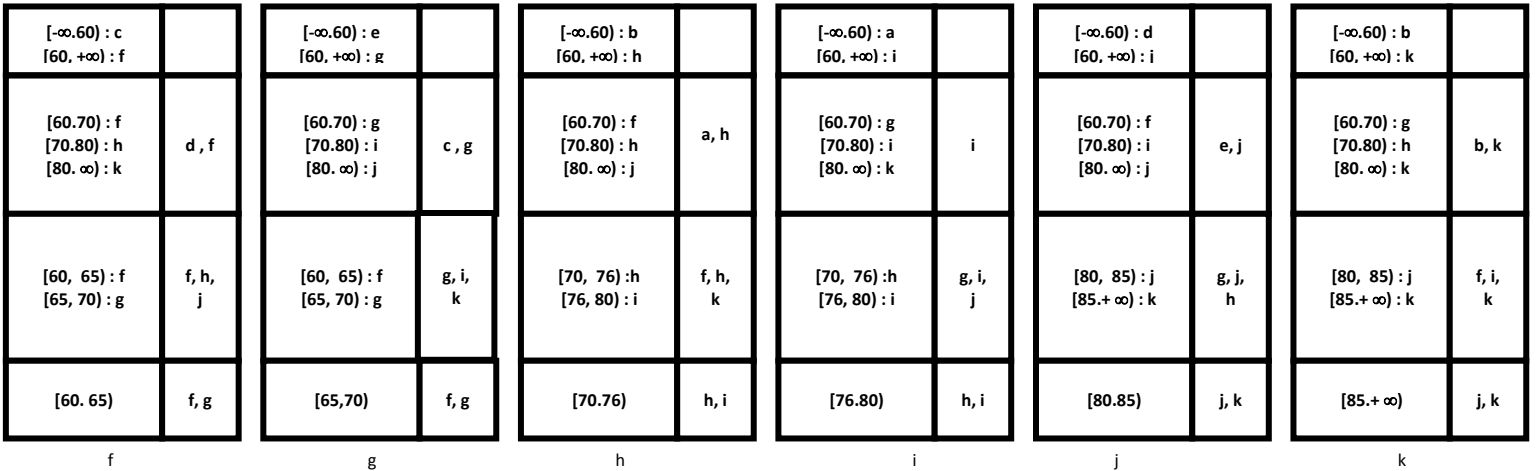 [-∞.60) : c
[60, +∞) : f
[60.70) : f
[70.80) : h
[80. ∞) : k
d , f
[60, 65) : f
[65, 70) : g
f, h,
j
[60. 65)
f, g
f
[-∞.60) : e
[60, +∞) : g
[60.70) : g
[70.80) : i
[80. ∞) : j
c , g
[60, 65) : f
[65, 70) : g
g, i,
k
[65,70)
f, g
g
[-∞.60) : b
[60, +∞) : h
[60.70) : f
[70.80) : h
[80. ∞) : j
a, h
[70, 76) :h
[76, 80) : i
f, h,
k
[70.76)
h, i
h
[-∞.60) : a
[60, +∞) : i
[60.70) : g
[70.80) : i
[80. ∞) : k
i
[70, 76) :h
[76, 80) : i
g, i,
j
[76.80)
h, i
i
[-∞.60) : d
[60, +∞) : j
[60.70) : f
[70.80) : i
[80. ∞) : j
e, j
[80, 85) : j
[85.+ ∞) : k
g, j,
h
[80.85)
j, k
j
[-∞.60) : b
[60, +∞) : k
[60.70) : g
[70.80) : h
[80. ∞) : k
b, k
[80, 85) : j
[85.+ ∞) : k
f, i,
k
[85.+ ∞)
j, k
k